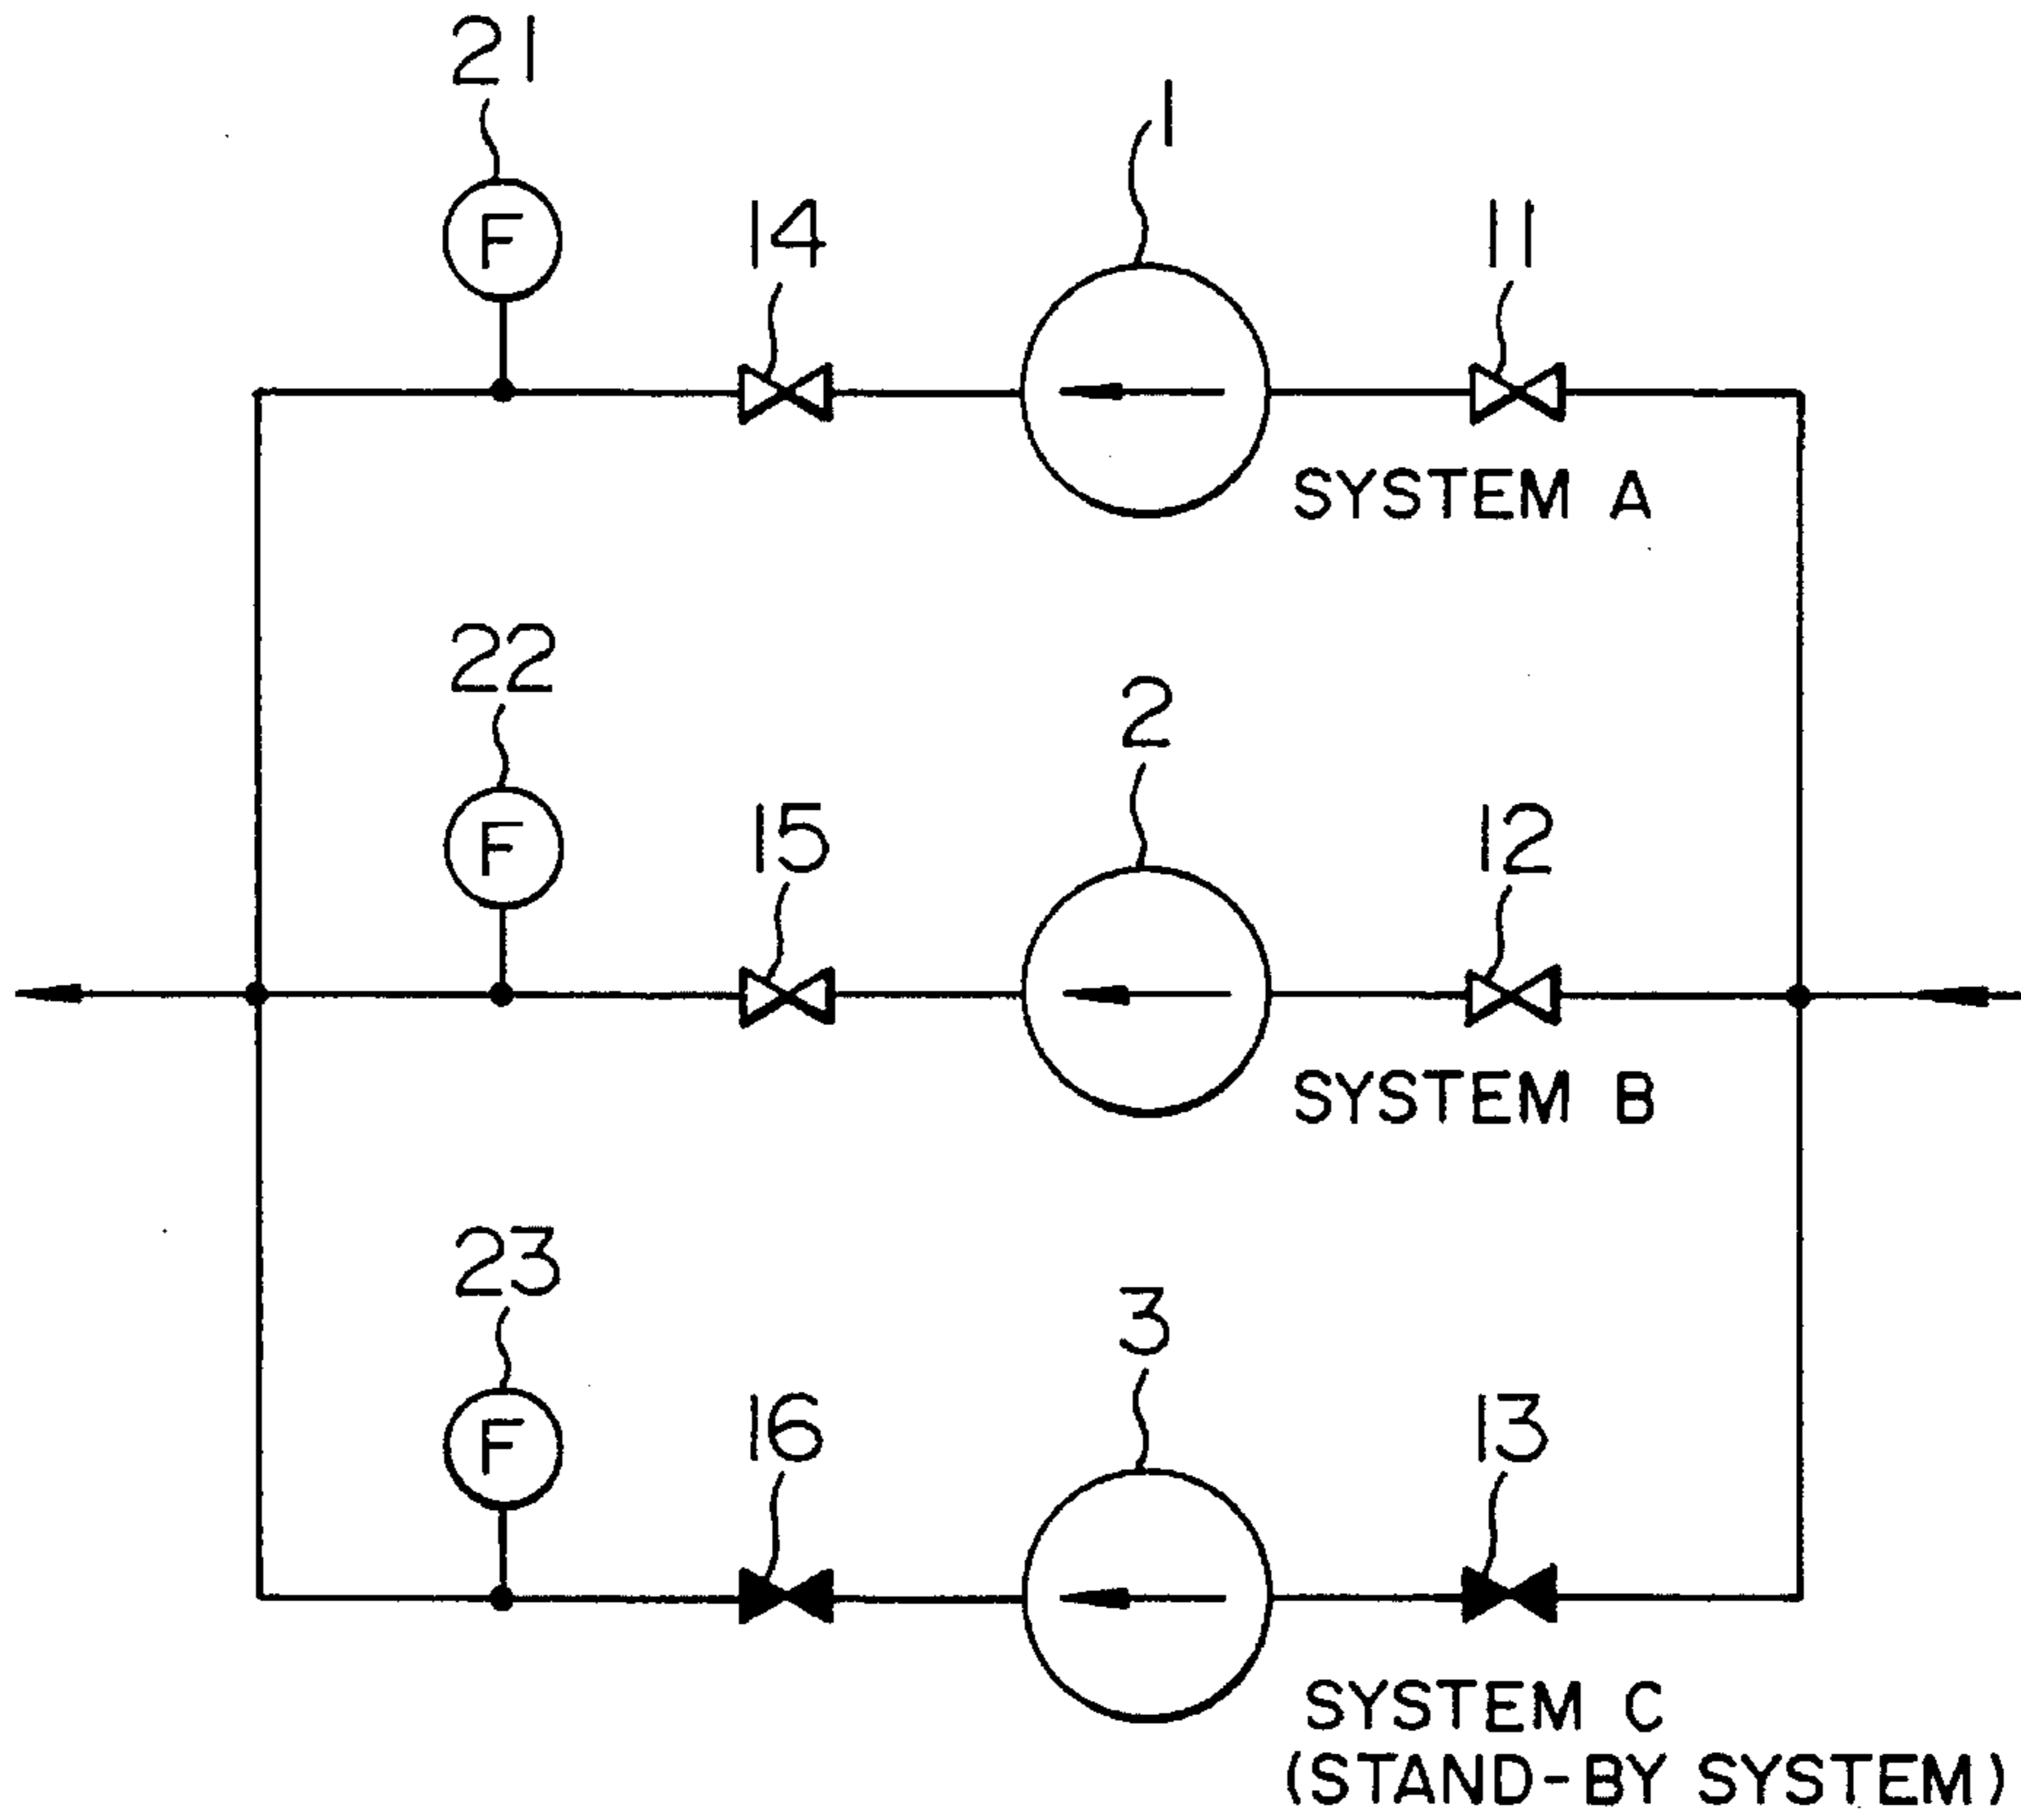 21
1
F
14
11
SYSTEM A
22
2
F
15
12
SYSTEM B
23
3
F
16
13
SYSTEM C
(STAND-BY SYSTEM)